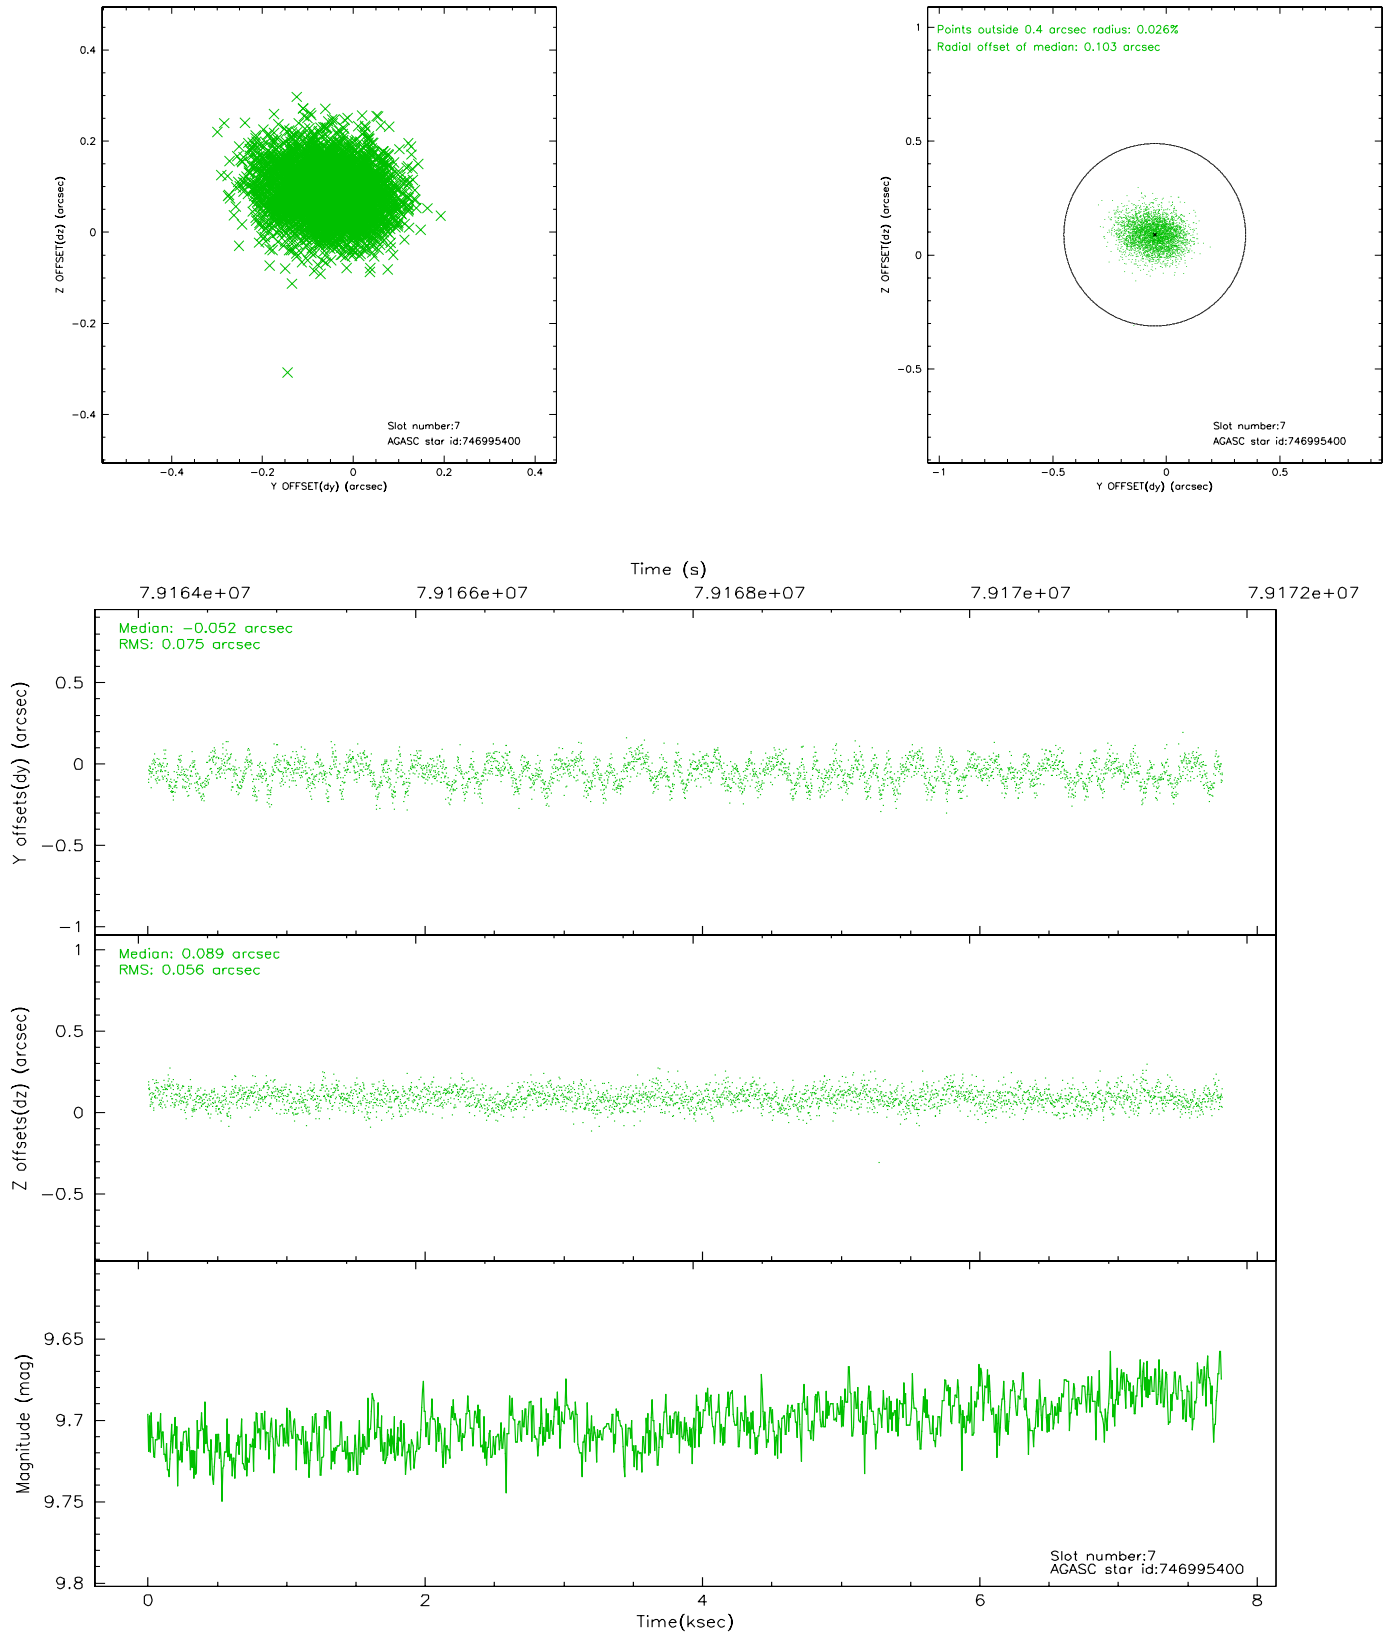 0.4
0.2
0
−0.2
−0.4
Z OFFSET(dz) (arcsec)
−0.4
−0.2
0
0.2
0.4
Y OFFSET(dy) (arcsec)
Slot number:7
AGASC star id:746995400
Points outside 0.4 arcsec radius: 0.026%
Radial offset of median: 0.103 arcsec
1
0.5
0
−0.5
Z OFFSET(dz) (arcsec)
−1
−0.5
0
0.5
Y OFFSET(dy) (arcsec)
Slot number:7
AGASC star id:746995400
Time (s)
7.9164e+07
7.9166e+07
7.9168e+07
7.917e+07
7.9172e+07
Median: −0.052 arcsec
RMS: 0.075 arcsec
0.5
0
−0.5
−1
Y offsets(dy) (arcsec)
Median: 0.089 arcsec
RMS: 0.056 arcsec
1
0.5
0
−0.5
Z offsets(dz) (arcsec)
9.65
9.7
9.75
9.8
Magnitude (mag)
Slot number:7
AGASC star id:746995400
0
2
4
6
8
Time(ksec)